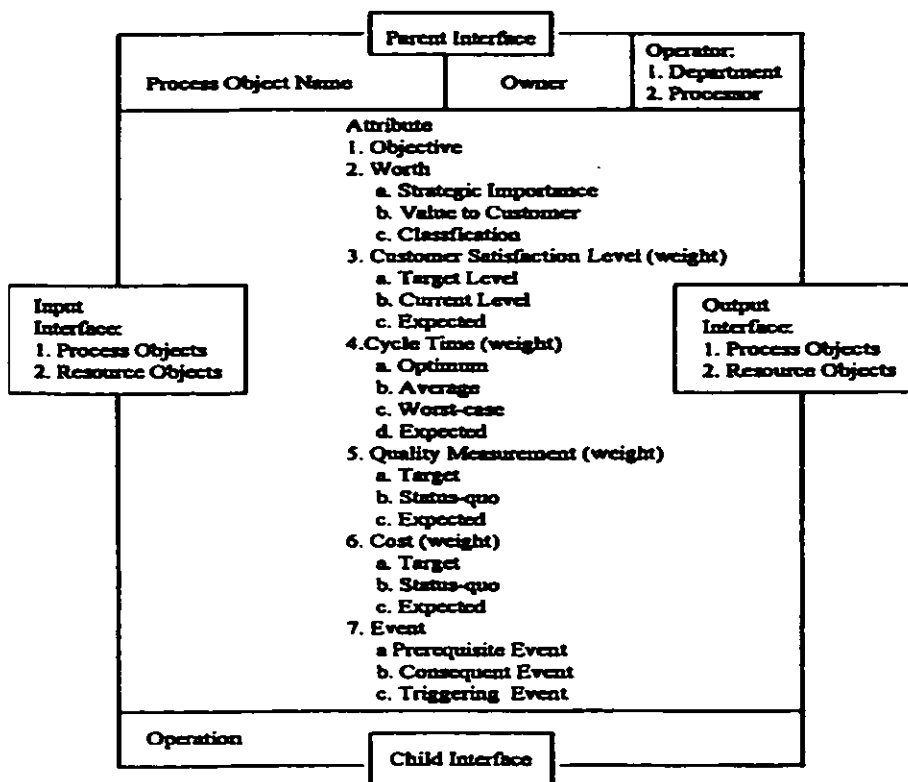 Parent Interface
Process Object Name
Owner
Operator:
1. Department
2. Processor
Attribute
1. Objective
2. Worth
a. Strategic Importance
b. Value to Customer
c. Classfication
3. Customer Satisfaction Level (weight)
a. Target Level
b. Current Level
c. Expected
4.Cycle Time (weight)
a. Optimum
b. Average
c. Worst-case
d. Expected
5. Quality Measurement (weight)
a. Target
b. Status-quo
c. Expected
6. Cost (weight)
a. Target
b. Status-quo
c. Expected
7. Event
a Prerequisite Event
b. Consequent Event
c. Triggering Event
Input
Interface:
1. Process Objects
2. Resource Objects
Output
Interface:
1. Process Objects
2. Resource Objects
Operation
Child Interface